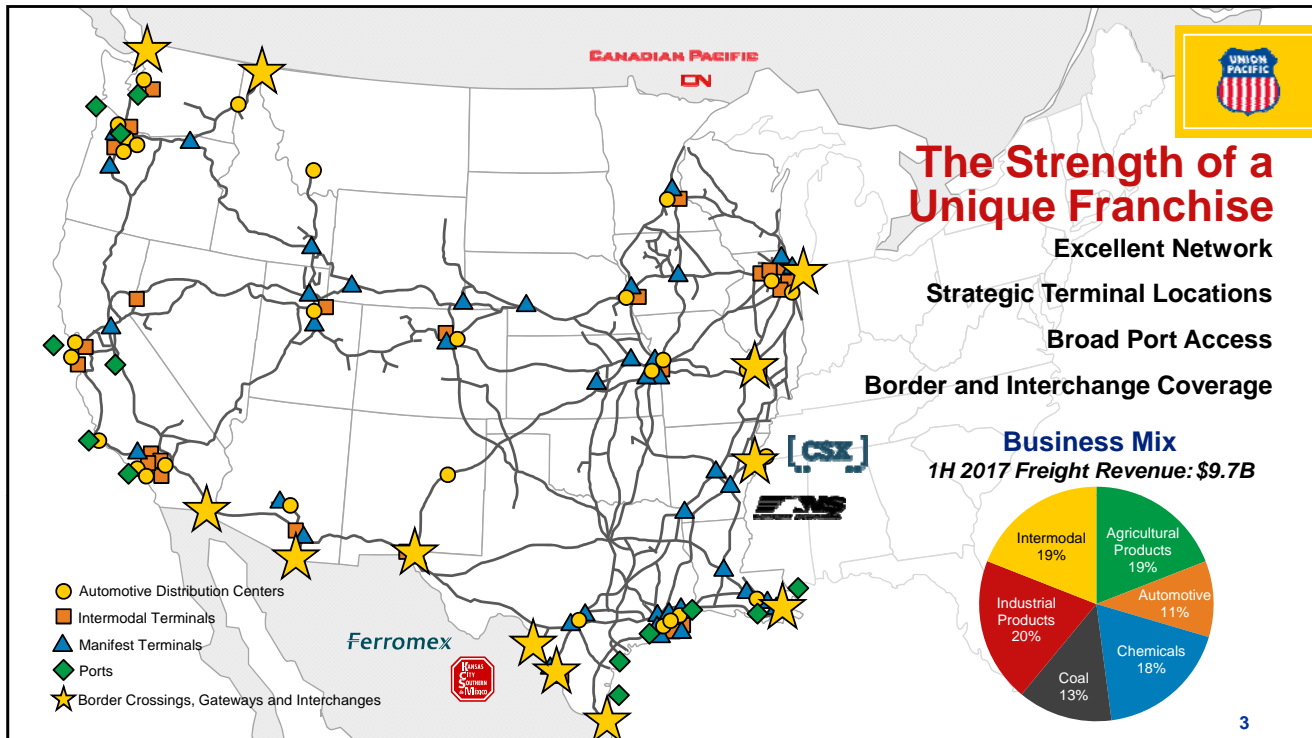 CANADIAN PACIFIC
CN
UNION
PACIFIC
The Strength of a
Unique Franchise
Excellent Network
Strategic Terminal Locations
Broad Port Access
Border and Interchange Coverage
[CSX]
NS
Business Mix
1H 2017 Freight Revenue: $9.7B
Intermodal
19%
Agricultural
Products
19%
Automotive
11%
Industrial
Products
20%
Chemicals
18%
Coal
13%
Automotive Distribution Centers
Intermodal Terminals
Manifest Terminals
Ports
Border Crossings, Gateways and Interchanges
Ferromex
KANSAS
CITY
SOUTHERN
de
MÉXICO
3